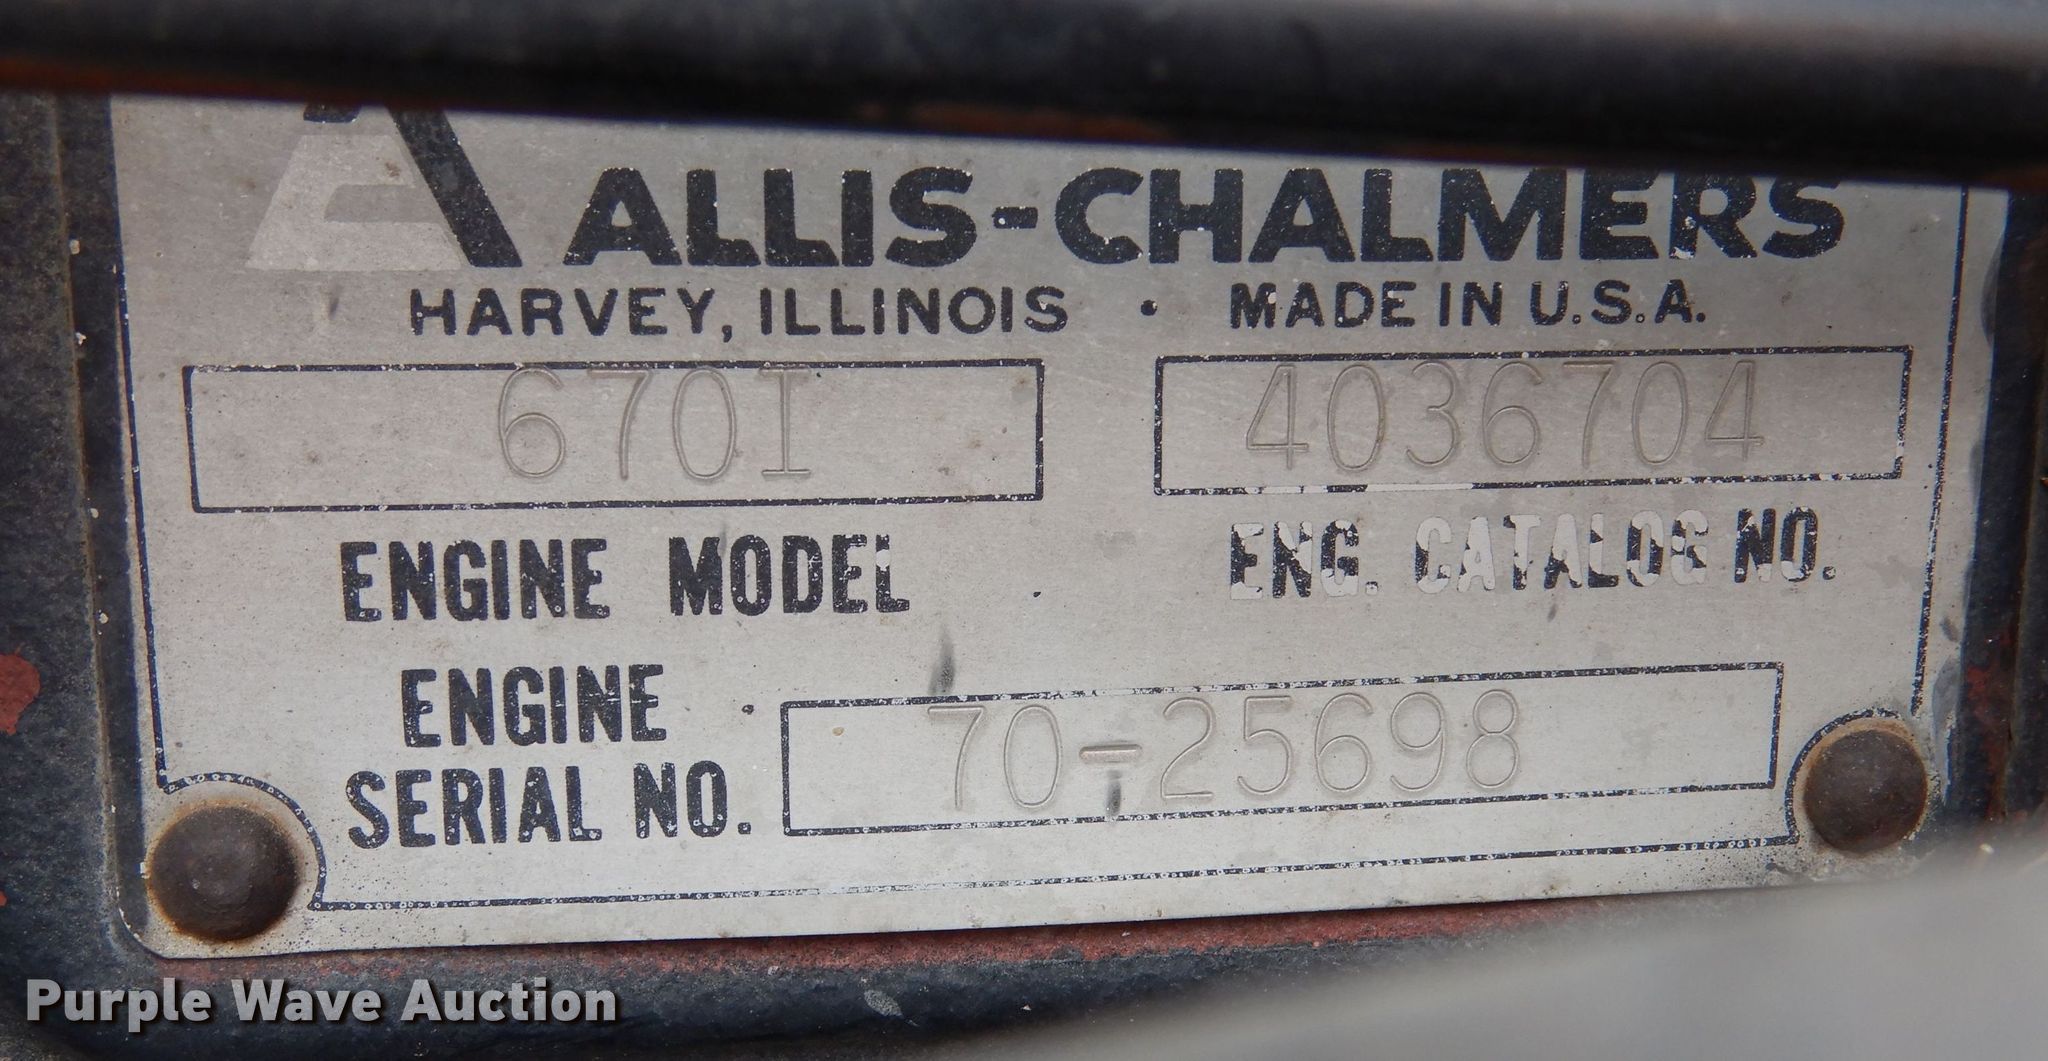 ALLIS-CHALMERS
HARVEY, ILLINOIS · MADE IN U.S.A.
670I 4036704
ENGINE MODEL ENG. CATALOG NO.
ENGINE
SERIAL NO. 70-25698
Purple Wave Auction